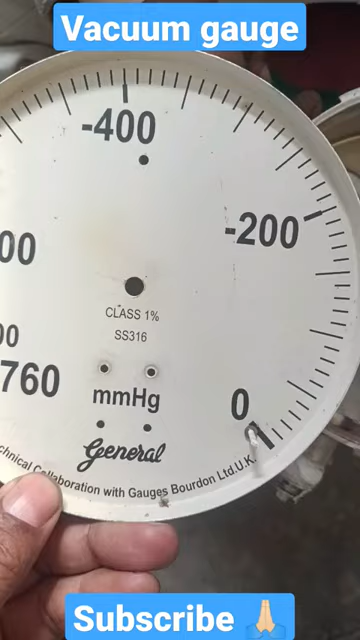 Vacuum gauge
-400
-200
00
CLASS 1%
SS316
00
760
mmHg
0
General
chnical Collaboration with Gauges Bourdon Ltd.U.K.
Subscribe 🙏🏼